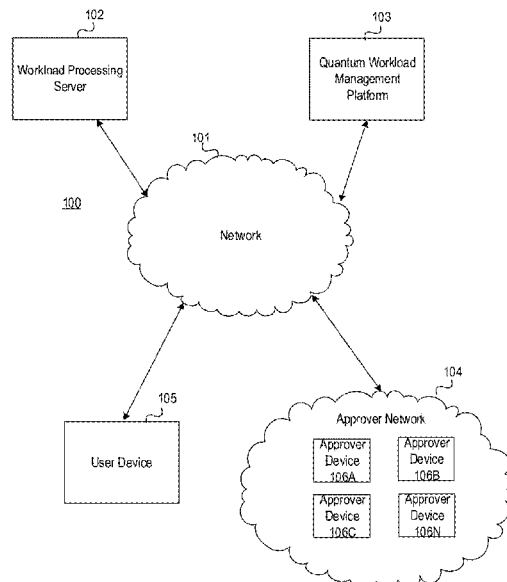 102
103
Workload Processing
Server
Quantum Workload
Management
Platform
101
100
Network
105
104
User Device
Approver Network
Approver
Device
106A
Approver
Device
106B
Approver
Device
106C
Approver
Device
106N